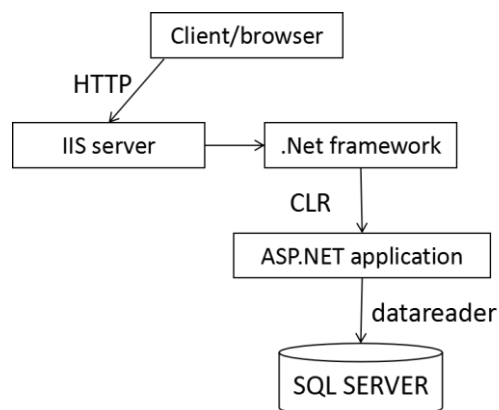 Client/browser
HTTP
IIS server
.Net framework
CLR
ASP.NET application
datareader
SQL SERVER